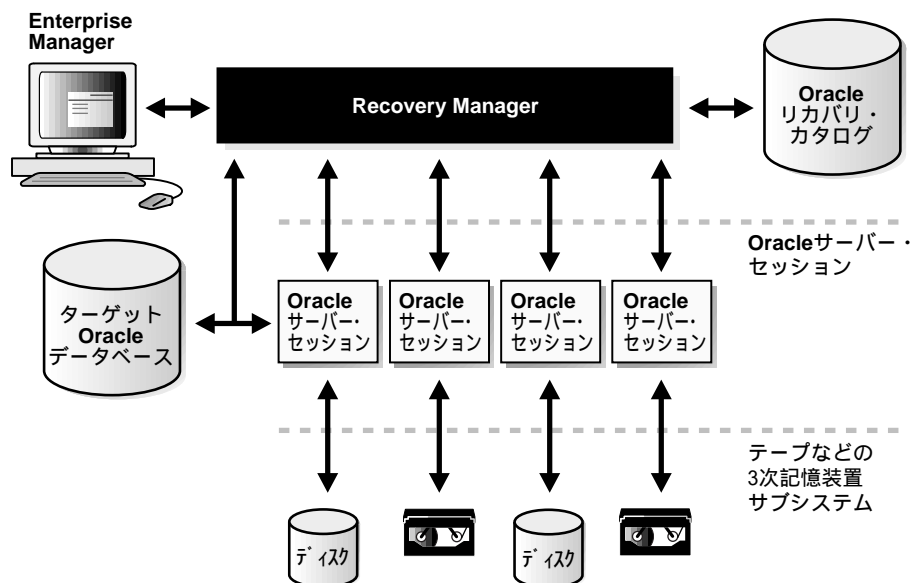 Enterprise
Manager
Recovery Manager
Oracle
リカバリ・
カタログ
Oracleサーバー・
セッション
ターゲット
Oracle
データベース
Oracle
サーバー・
セッション
Oracle
サーバー・
セッション
Oracle
サーバー・
セッション
Oracle
サーバー・
セッション
テープなどの
3次記憶装置
サブシステム
ディスク
ディスク